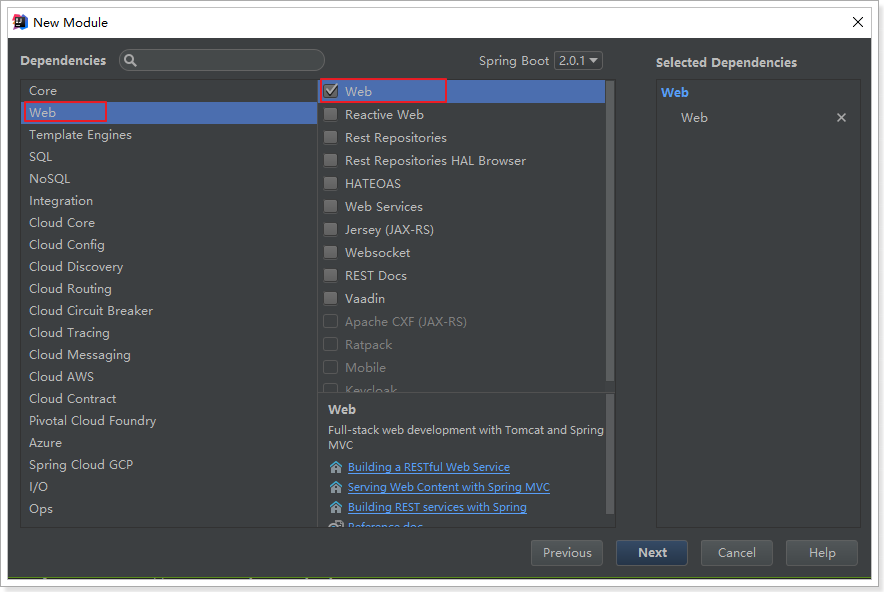 New Module
Dependencies
Spring Boot 2.0.1
Selected Dependencies
Core
Web
Template Engines
SQL
NoSQL
Integration
Cloud Core
Cloud Config
Cloud Discovery
Cloud Routing
Cloud Circuit Breaker
Cloud Tracing
Cloud Messaging
Cloud AWS
Cloud Contract
Pivotal Cloud Foundry
Azure
Spring Cloud GCP
I/O
Ops
Web
Reactive Web
Rest Repositories
Rest Repositories HAL Browser
HATEOAS
Web Services
Jersey (JAX-RS)
Websocket
REST Docs
Vaadin
Apache CXF (JAX-RS)
Ratpack
Mobile
Keycloak
Web
Full-stack web development with Tomcat and Spring
MVC
Building a RESTful Web Service
Serving Web Content with Spring MVC
Building REST services with Spring
Reference doc
Web
Web
Previous
Next
Cancel
Help